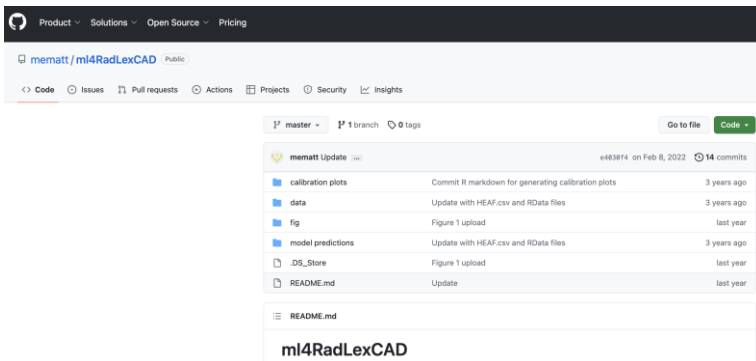 Product Solutions Open Source Pricing
mematt / ml4RadLexCAD Public
<> Code Issues Pull requests Actions Projects Security Insights
master 1 branch 0 tags Go to file Code
mematt Update ... e4030f4 on Feb 8, 2022 14 commits
calibration plots Commit R markdown for generating calibration plots 3 years ago
data Update with HEAF.csv and RData files 3 years ago
fig Figure 1 upload last year
model predictions Update with HEAF.csv and RData files 3 years ago
.DS_Store Figure 1 upload last year
README.md Update last year
README.md
ml4RadLexCAD